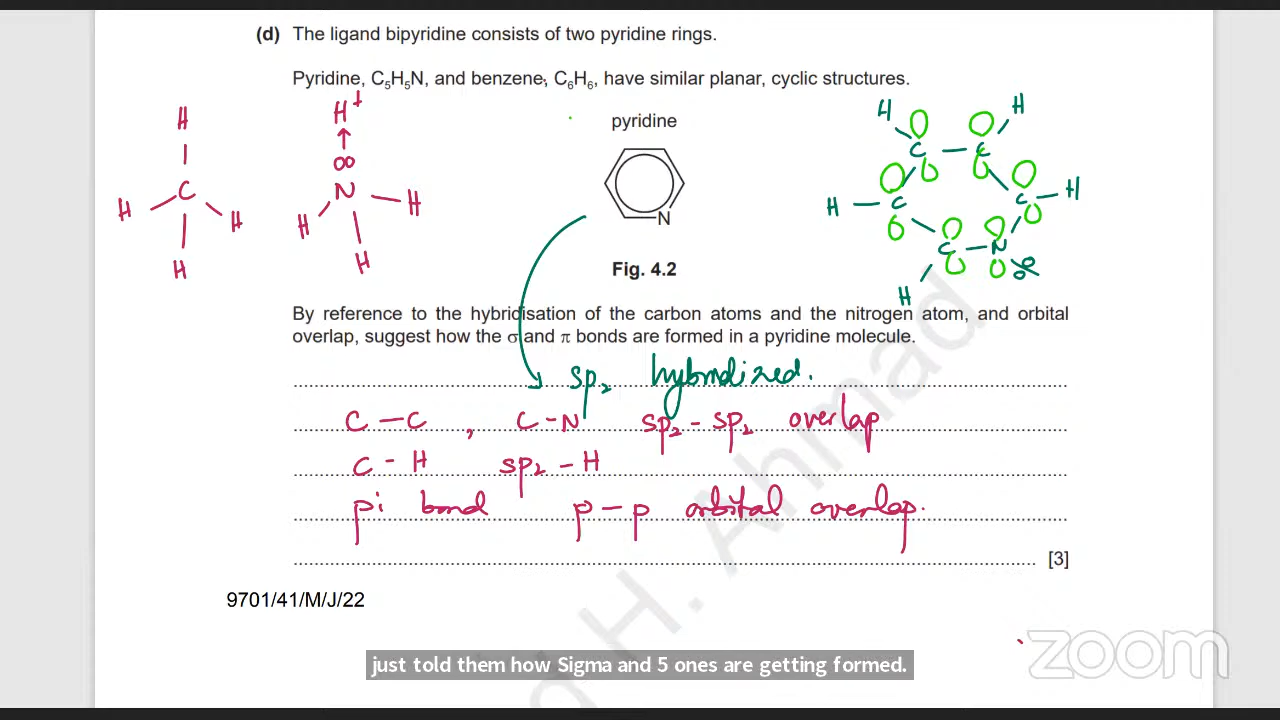 (d) The ligand bipyridine consists of two pyridine rings.
Pyridine, C5H5N, and benzene, C6H6, have similar planar, cyclic structures.
pyridine
N
Fig. 4.2
H
H C H
H
H+
N
H H
H
H H
C - C
H - C C - H
C - N
H
By reference to the hybridisation of the carbon atoms and the nitrogen atom, and orbital
overlap, suggest how the σ and π bonds are formed in a pyridine molecule.
sp2 hybridized.
C - C , C - N sp2 - sp2 overlap
C - H sp2 - H
pi bond p - p orbital overlap.
[3]
9701/41/M/J/22
H. Ahmad
zoom
just told them how Sigma and 5 ones are getting formed.